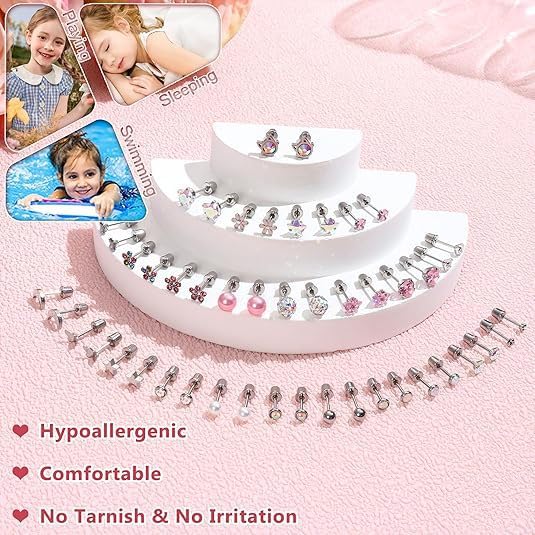 Playing
Sleeping
Swimming
Hypoallergenic
Comfortable
No Tarnish & No Irritation